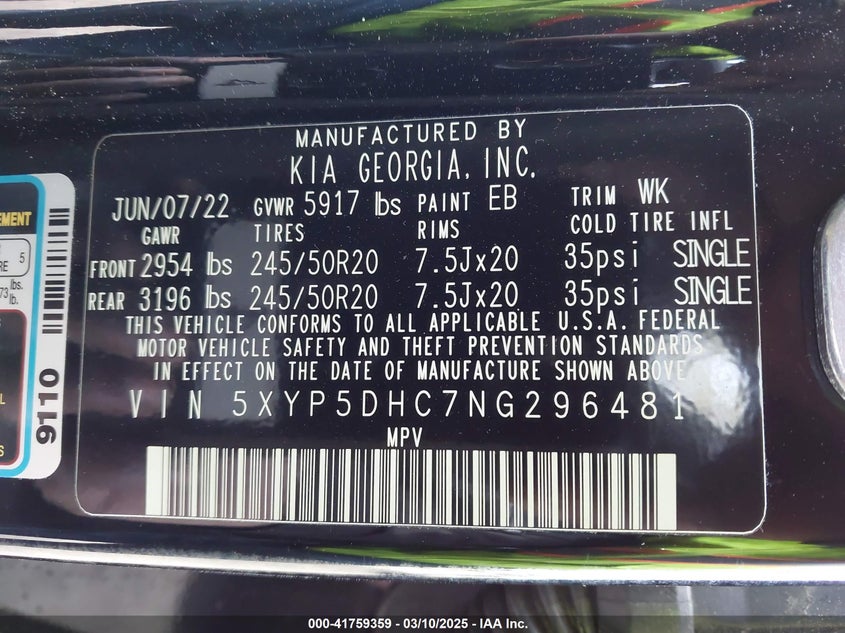 MANUFACTURED BY
KIA GEORGIA, INC.
JUN/07/22 GVWR 5917 lbs PAINT EB TRIM WK
GAWR TIRES RIMS COLD TIRE INFL
FRONT 2954 lbs 245/50R20 7.5Jx20 35psi SINGLE
REAR 3196 lbs 245/50R20 7.5Jx20 35psi SINGLE
THIS VEHICLE CONFORMS TO ALL APPLICABLE U.S.A. FEDERAL
MOTOR VEHICLE SAFETY AND THEFT PREVENTION STANDARDS
IN EFFECT ON THE DATE OF MANUFACTURE SHOWN ABOVE
VIN 5XYP5DHC7NG296481
MPV
5
lbs.
lb.
9110
000-41759359 - 03/10/2025 - IAA, Inc.